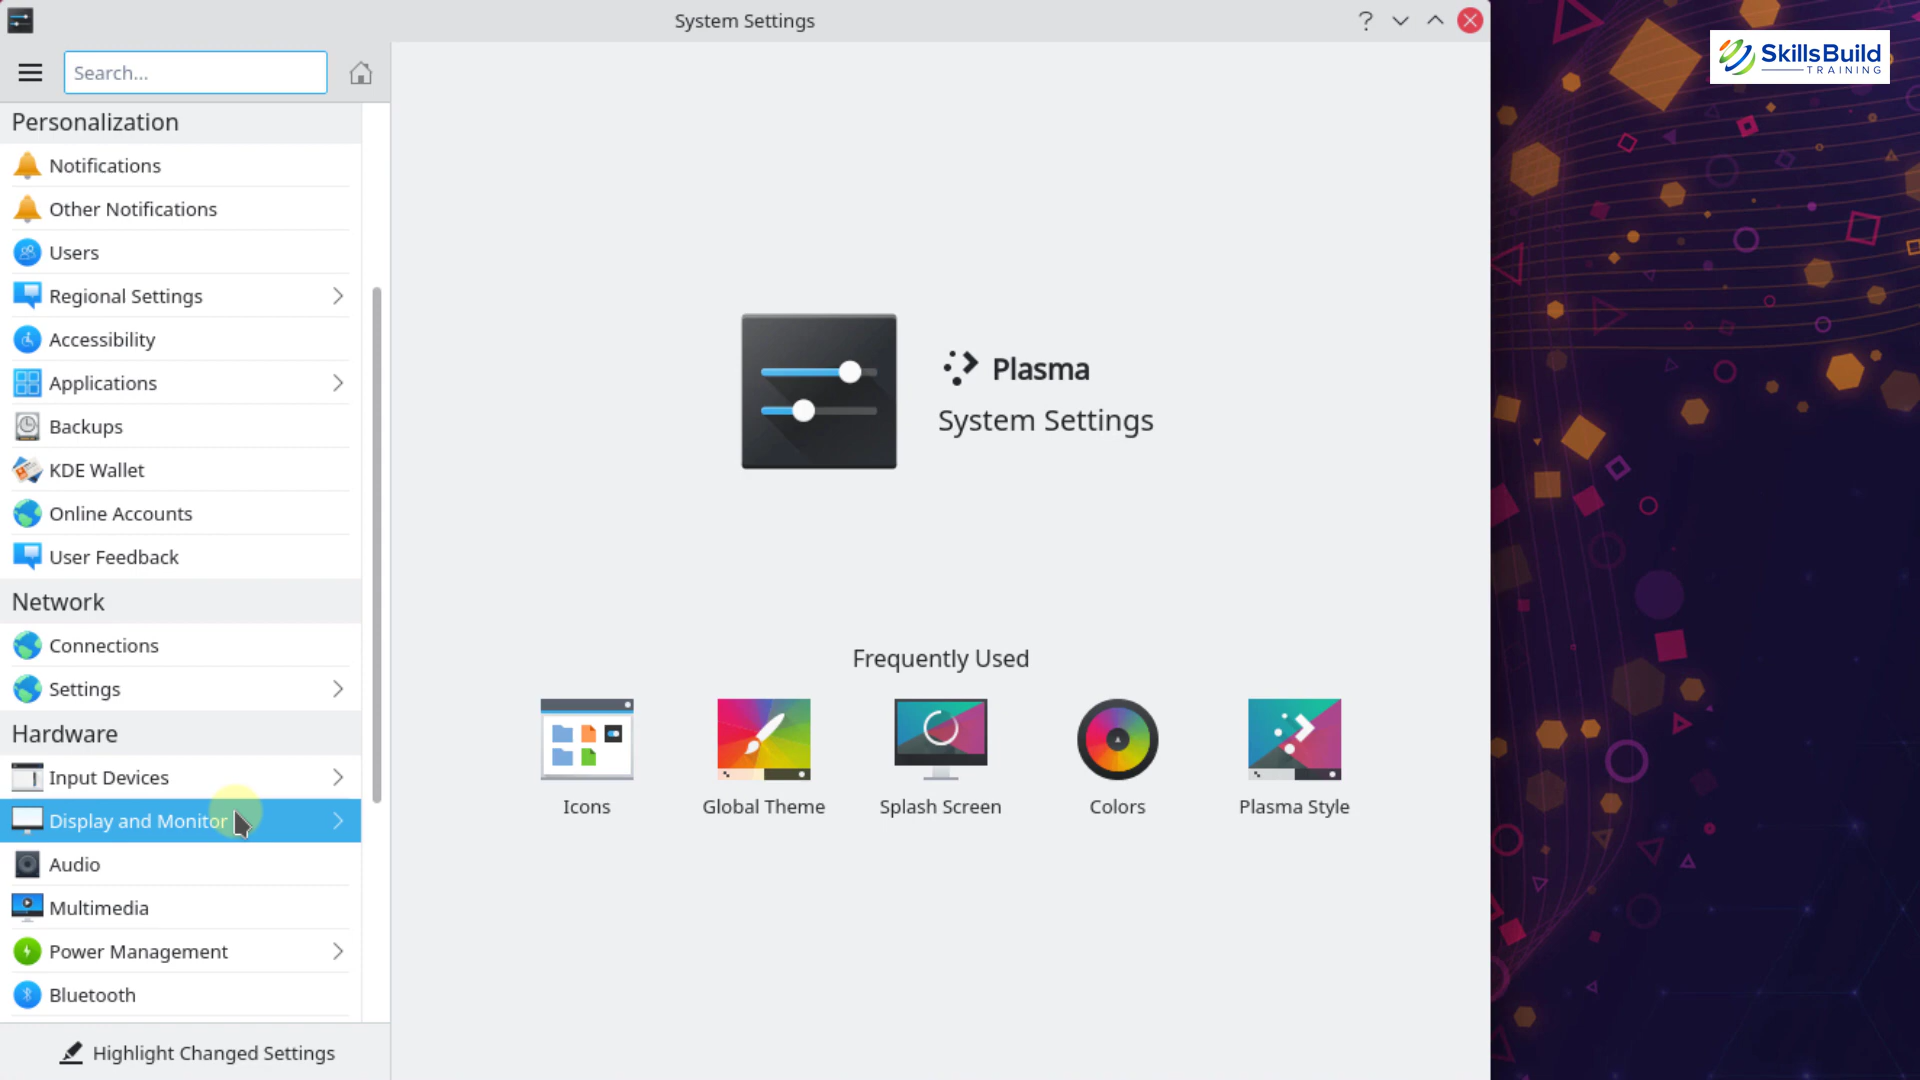 System Settings
?
SkillsBuild
TRAINING
Search...
Personalization
Notifications
Other Notifications
Users
Regional Settings
Accessibility
Applications
Backups
KDE Wallet
Online Accounts
User Feedback
Network
Connections
Settings
Hardware
Input Devices
Display and Monitor
Audio
Multimedia
Power Management
Bluetooth
Highlight Changed Settings
Plasma
System Settings
Frequently Used
Icons
Global Theme
Splash Screen
Colors
Plasma Style